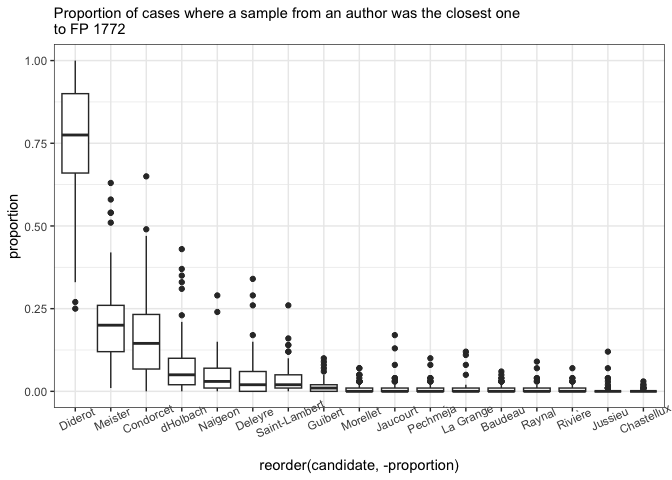 Proportion of cases where a sample from an author was the closest one
to FP 1772
1.00
0.75
0.50
0.25
0.00
proportion
Diderot
Meister
Condorcet
dHolbach
Naigeon
Deleyre
Saint-Lambert
Guibert
Morellet
Jaucourt
Pechmeja
La Grange
Baudeau
Raynal
Rivière
Jussieu
Chastellux
reorder(candidate, -proportion)